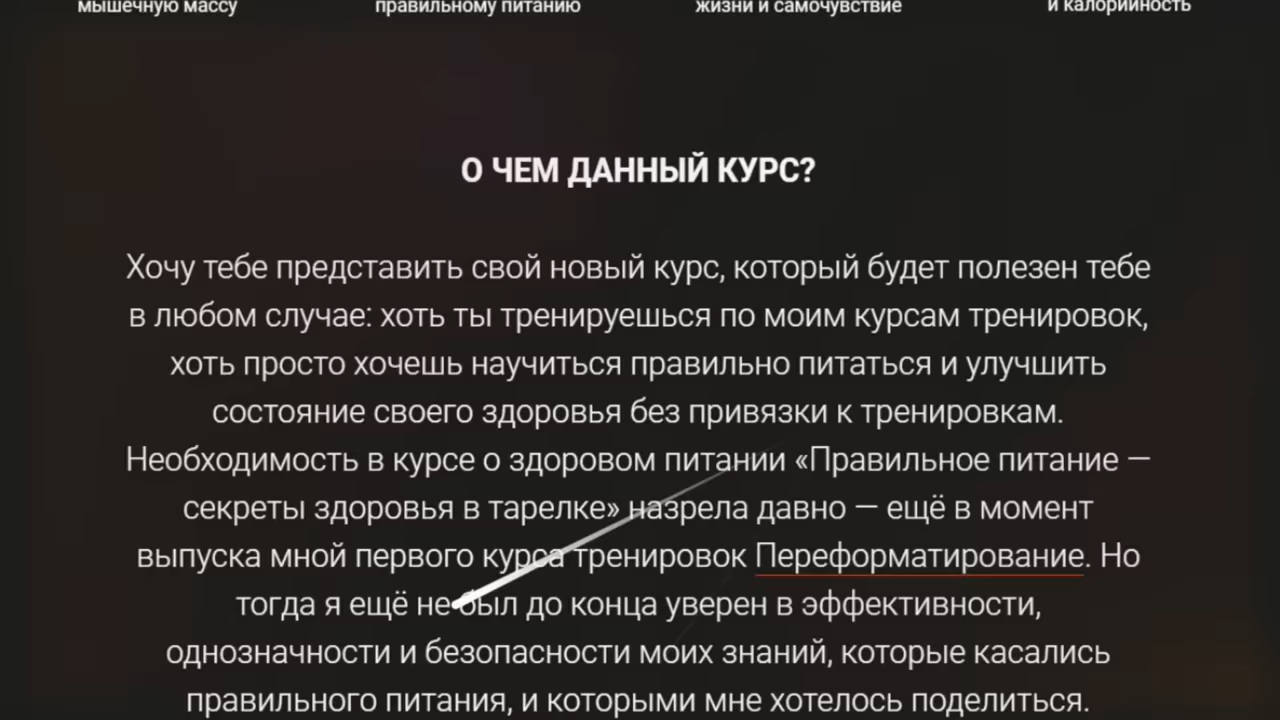 мышечную массу правильному питанию жизни и самочувствие и калорийность
О ЧЕМ ДАННЫЙ КУРС?
Хочу тебе представить свой новый курс, который будет полезен тебе
в любом случае: хоть ты тренируешься по моим курсам тренировок,
хоть просто хочешь научиться правильно питаться и улучшить
состояние своего здоровья без привязки к тренировкам.
Необходимость в курсе о здоровом питании «Правильное питание —
секреты здоровья в тарелке» назрела давно — ещё в момент
выпуска мной первого курса тренировок Переформатирование. Но
тогда я ещё не был до конца уверен в эффективности,
однозначности и безопасности моих знаний, которые касались
правильного питания, и которыми мне хотелось поделиться.